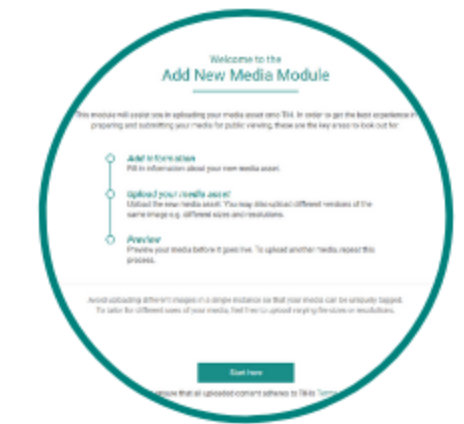 Welcome to the
Add New Media Module
This module will assist you in uploading your media asset onto TIH. In order to get the best experience in
preparing and submitting your media for public viewing, these are the key areas to look out for:
Add Information
Fill in information about your new media asset.
Upload your media asset
Upload the new media asset. You may also upload different versions of the
same image e.g. different sizes and resolutions.
Preview
Preview your media before it goes live. To upload another media, repeat this
process.
Avoid uploading different images in a single instance so that your media can be uniquely tagged.
To tailor for different uses of your media, feel free to upload varying file sizes or resolutions.
Start here
ensure that all uploaded content adheres to TIH's Terms